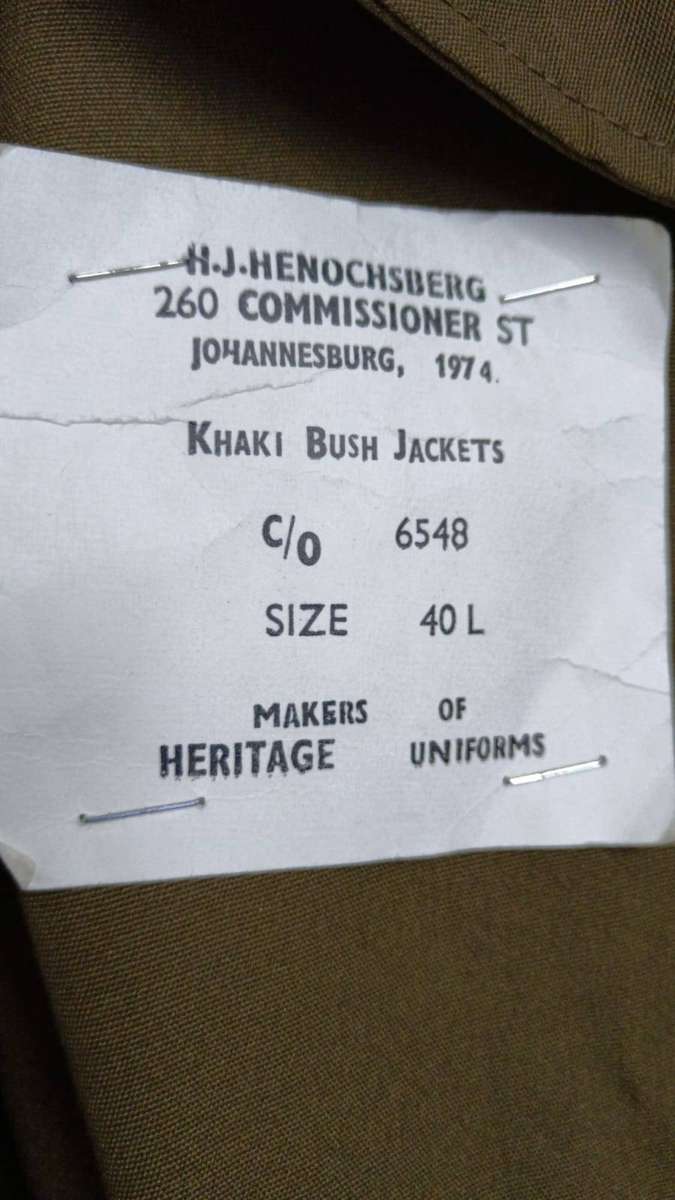 H.J.HENOCHSBERG
260 COMMISSIONER ST
JOHANNESBURG, 1974.
KHAKI BUSH JACKETS
C/O 6548
SIZE 40 L
MAKERS OF
HERITAGE UNIFORMS